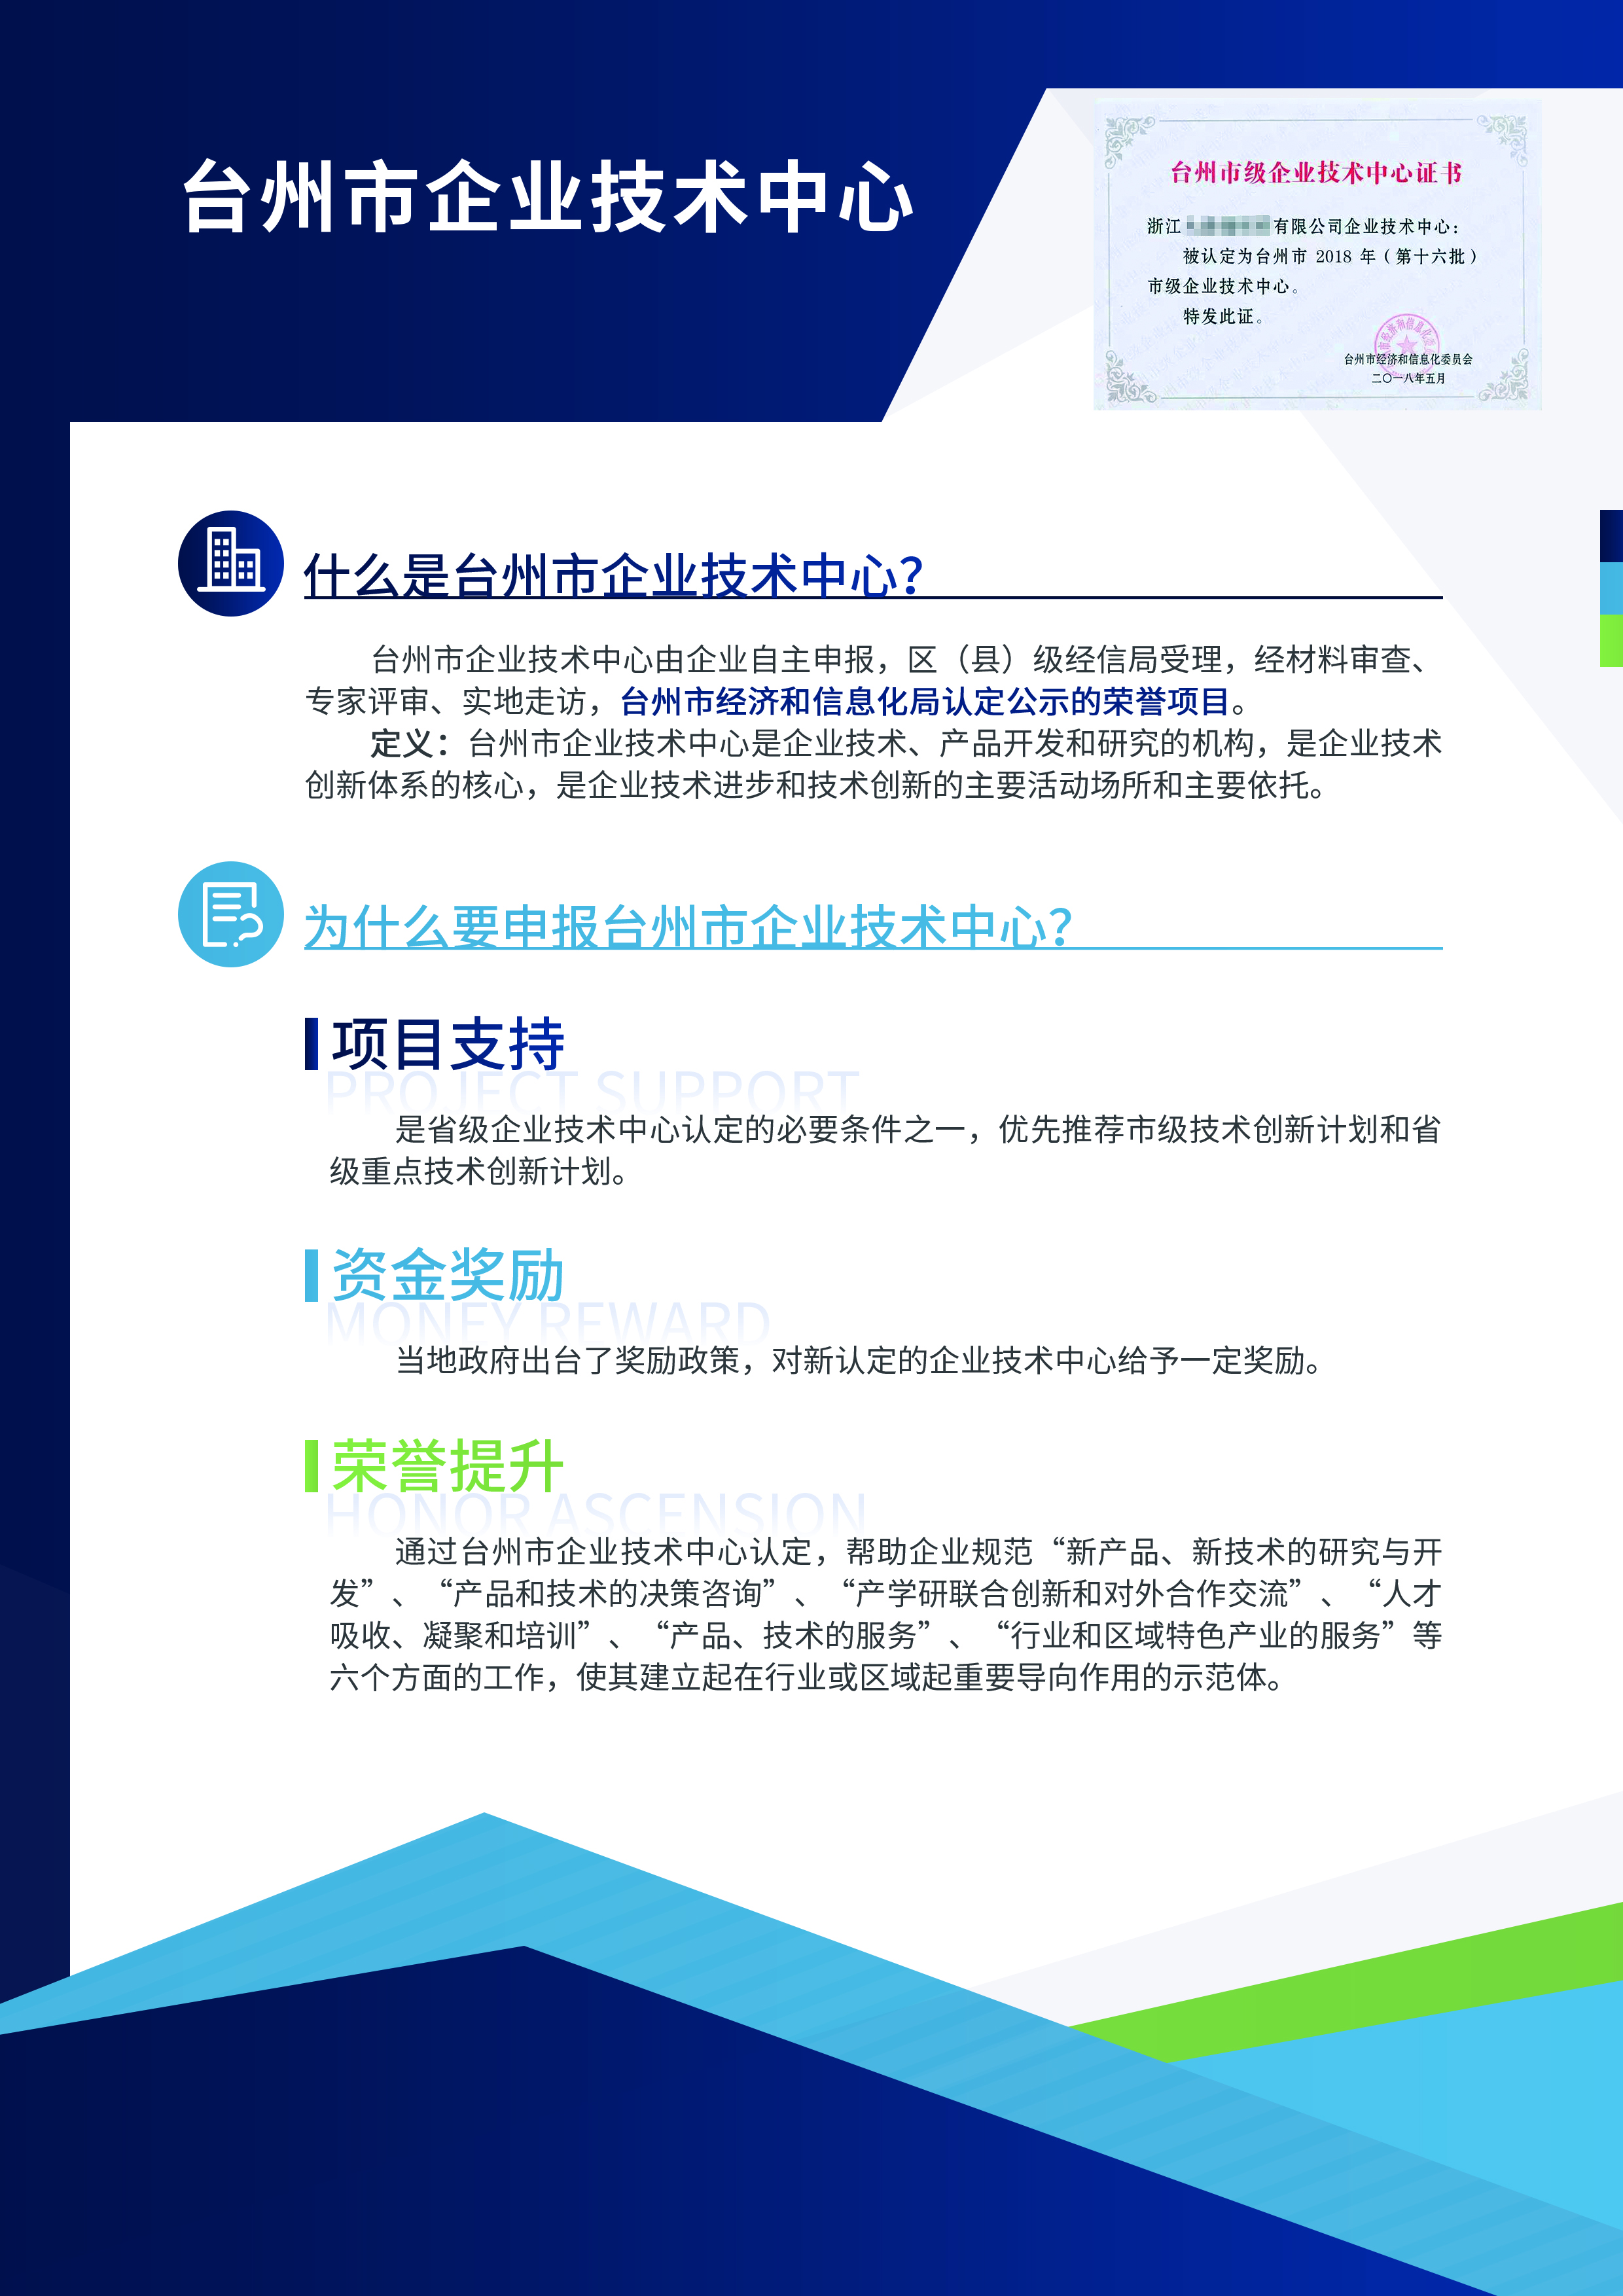 台州市企业技术中心
台州市级企业技术中心证书
浙江 有限公司企业技术中心：
被认定为台州市 2018 年（第十六批）
市级企业技术中心。
特发此证。
台州市经济和信息化委员会
二〇一八年五月
什么是台州市企业技术中心？
台州市企业技术中心由企业自主申报，区（县）级经信局受理，经材料审查、
专家评审、实地走访，台州市经济和信息化局认定公示的荣誉项目。
定义：台州市企业技术中心是企业技术、产品开发和研究的机构，是企业技术
创新体系的核心，是企业技术进步和技术创新的主要活动场所和主要依托。
为什么要申报台州市企业技术中心？
项目支持
PROJECT SUPPORT
是省级企业技术中心认定的必要条件之一，优先推荐市级技术创新计划和省
级重点技术创新计划。
资金奖励
MONEY REWARD
当地政府出台了奖励政策，对新认定的企业技术中心给予一定奖励。
荣誉提升
HONOR ASCENSION
通过台州市企业技术中心认定，帮助企业规范“新产品、新技术的研究与开
发”、“产品和技术的决策咨询”、“产学研联合创新和对外合作交流”、“人才
吸收、凝聚和培训”、“产品、技术的服务”、“行业和区域特色产业的服务”等
六个方面的工作，使其建立起在行业或区域起重要导向作用的示范体。